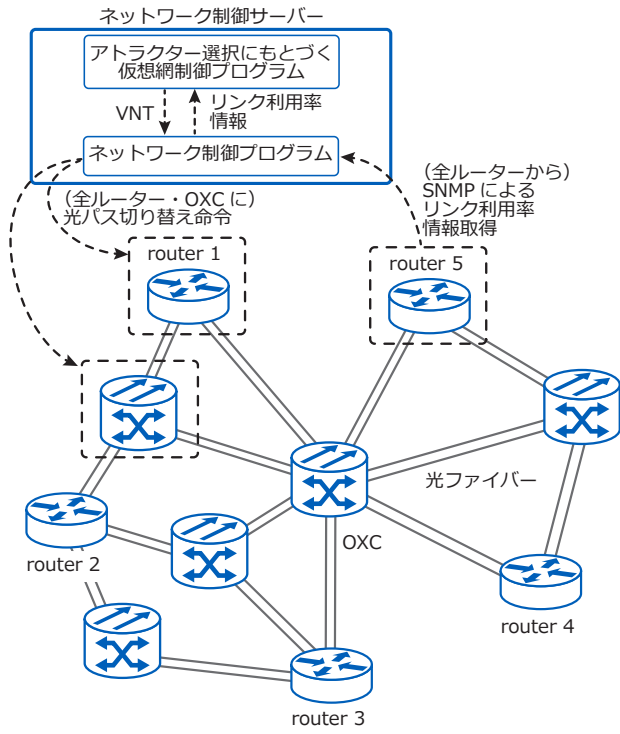 ネットワーク制御サーバー
アトラクター選択にもとづく
仮想網制御プログラム
VNT
リンク利用率
情報
ネットワーク制御プログラム
(全ルーター・OXC に)
光パス切り替え命令
(全ルーターから)
SNMP による
リンク利用率
情報取得
router 1
router 5
光ファイバー
OXC
router 2
router 4
router 3